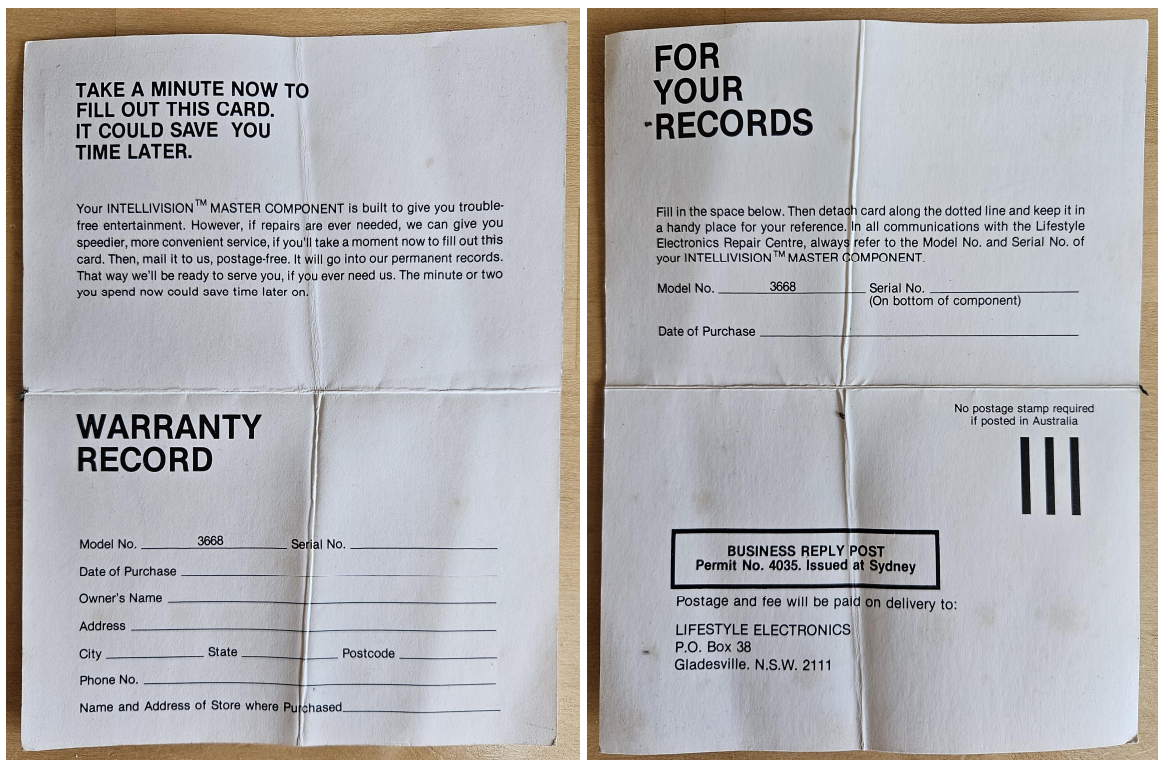 TAKE A MINUTE NOW TO
FILL OUT THIS CARD.
IT COULD SAVE YOU
TIME LATER.
Your INTELLIVISION™ MASTER COMPONENT is built to give you trouble-
free entertainment. However, if repairs are ever needed, we can give you
speedier, more convenient service, if you'll take a moment now to fill out this
card. Then, mail it to us, postage-free. It will go into our permanent records.
That way we'll be ready to serve you, if you ever need us. The minute or two
you spend now could save time later on.
WARRANTY
RECORD
Model No. 3668 Serial No.
Date of Purchase
Owner's Name
Address
City State Postcode
Phone No.
Name and Address of Store where Purchased
FOR
YOUR
RECORDS
Fill in the space below. Then detach card along the dotted line and keep it in
a handy place for your reference. In all communications with the Lifestyle
Electronics Repair Centre, always refer to the Model No. and Serial No. of
your INTELLIVISION™ MASTER COMPONENT.
Model No. 3668 Serial No.
(On bottom of component)
Date of Purchase
No postage stamp required
if posted in Australia
BUSINESS REPLY POST
Permit No. 4035. Issued at Sydney
Postage and fee will be paid on delivery to:
LIFESTYLE ELECTRONICS
P.O. Box 38
Gladesville. N.S.W. 2111